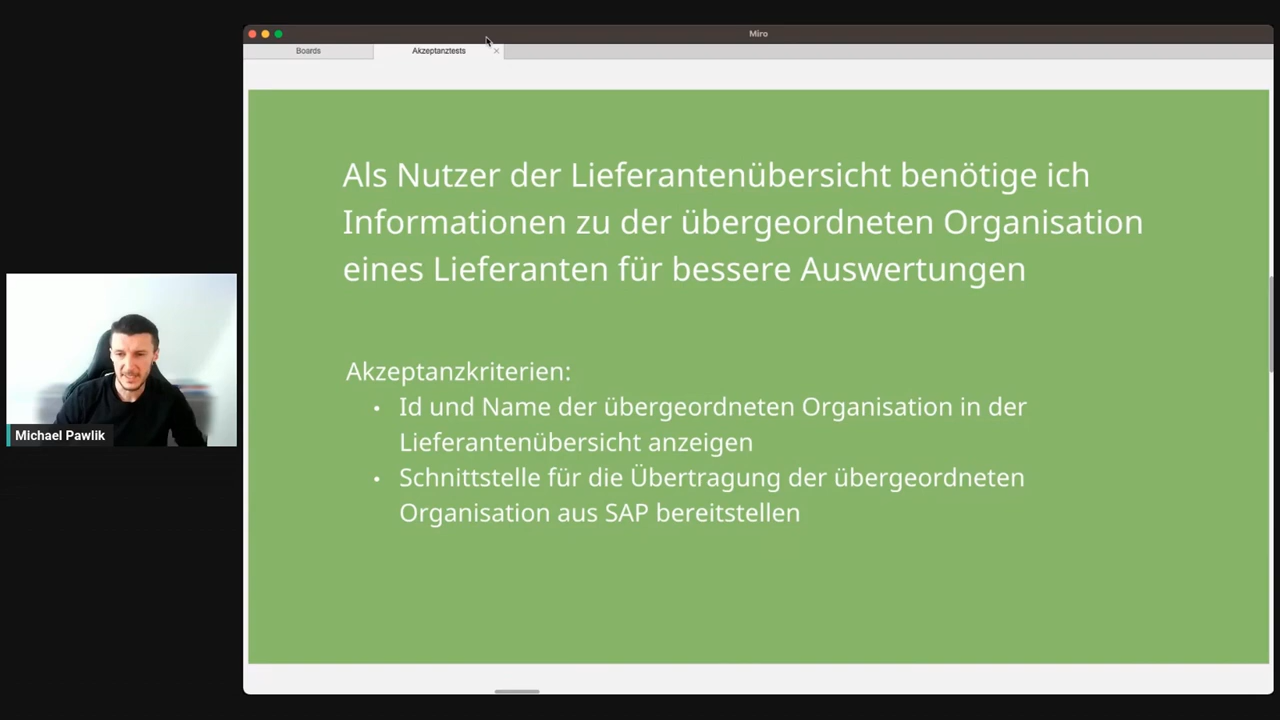 Miro
Boards
Akzeptanztests
Als Nutzer der Lieferantenübersicht benötige ich
Informationen zu der übergeordneten Organisation
eines Lieferanten für bessere Auswertungen
Akzeptanzkriterien:
• Id und Name der übergeordneten Organisation in der
Lieferantenübersicht anzeigen
• Schnittstelle für die Übertragung der übergeordneten
Organisation aus SAP bereitstellen
Michael Pawlik